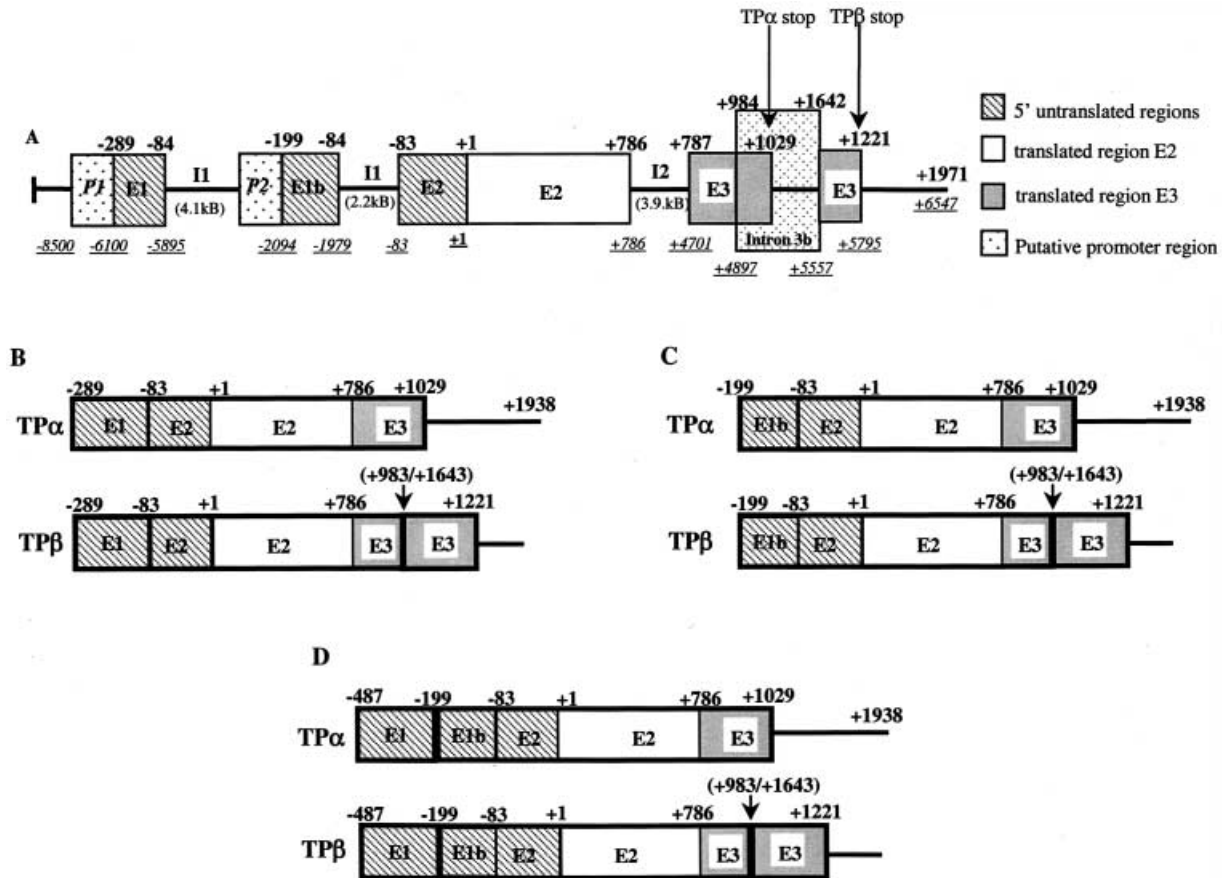 TPα stop TPβ stop
+984 +1642
A -289 -84 -199 -84 -83 +1 +786 +787 +1029 +1221
P1 E1 I1 P2 E1b I1 E2 E2 I2 E3 E3 +1971
(4.1kB) (2.2kB) (3.9.kB) +6547
-8500 -6100 -5895 -2094 -1979 -83 +1 +786 +4701 Intron 3b +5795
+4897 +5557
5' untranslated regions
translated region E2
translated region E3
Putative promoter region
B
-289 -83 +1 +786 +1029
+1938
TPα E1 E2 E2 E3
(+983/+1643)
-289 -83 +1 +786 +1221
TPβ E1 E2 E2 E3 E3
C
-199 -83 +1 +786 +1029
+1938
TPα E1b E2 E2 E3
(+983/+1643)
-199 -83 +1 +786 +1221
TPβ E1b E2 E2 E3 E3
D
-487 -199 -83 +1 +786 +1029
+1938
TPα E1 E1b E2 E2 E3
(+983/+1643)
-487 -199 -83 +1 +786 +1221
TPβ E1 E1b E2 E2 E3 E3